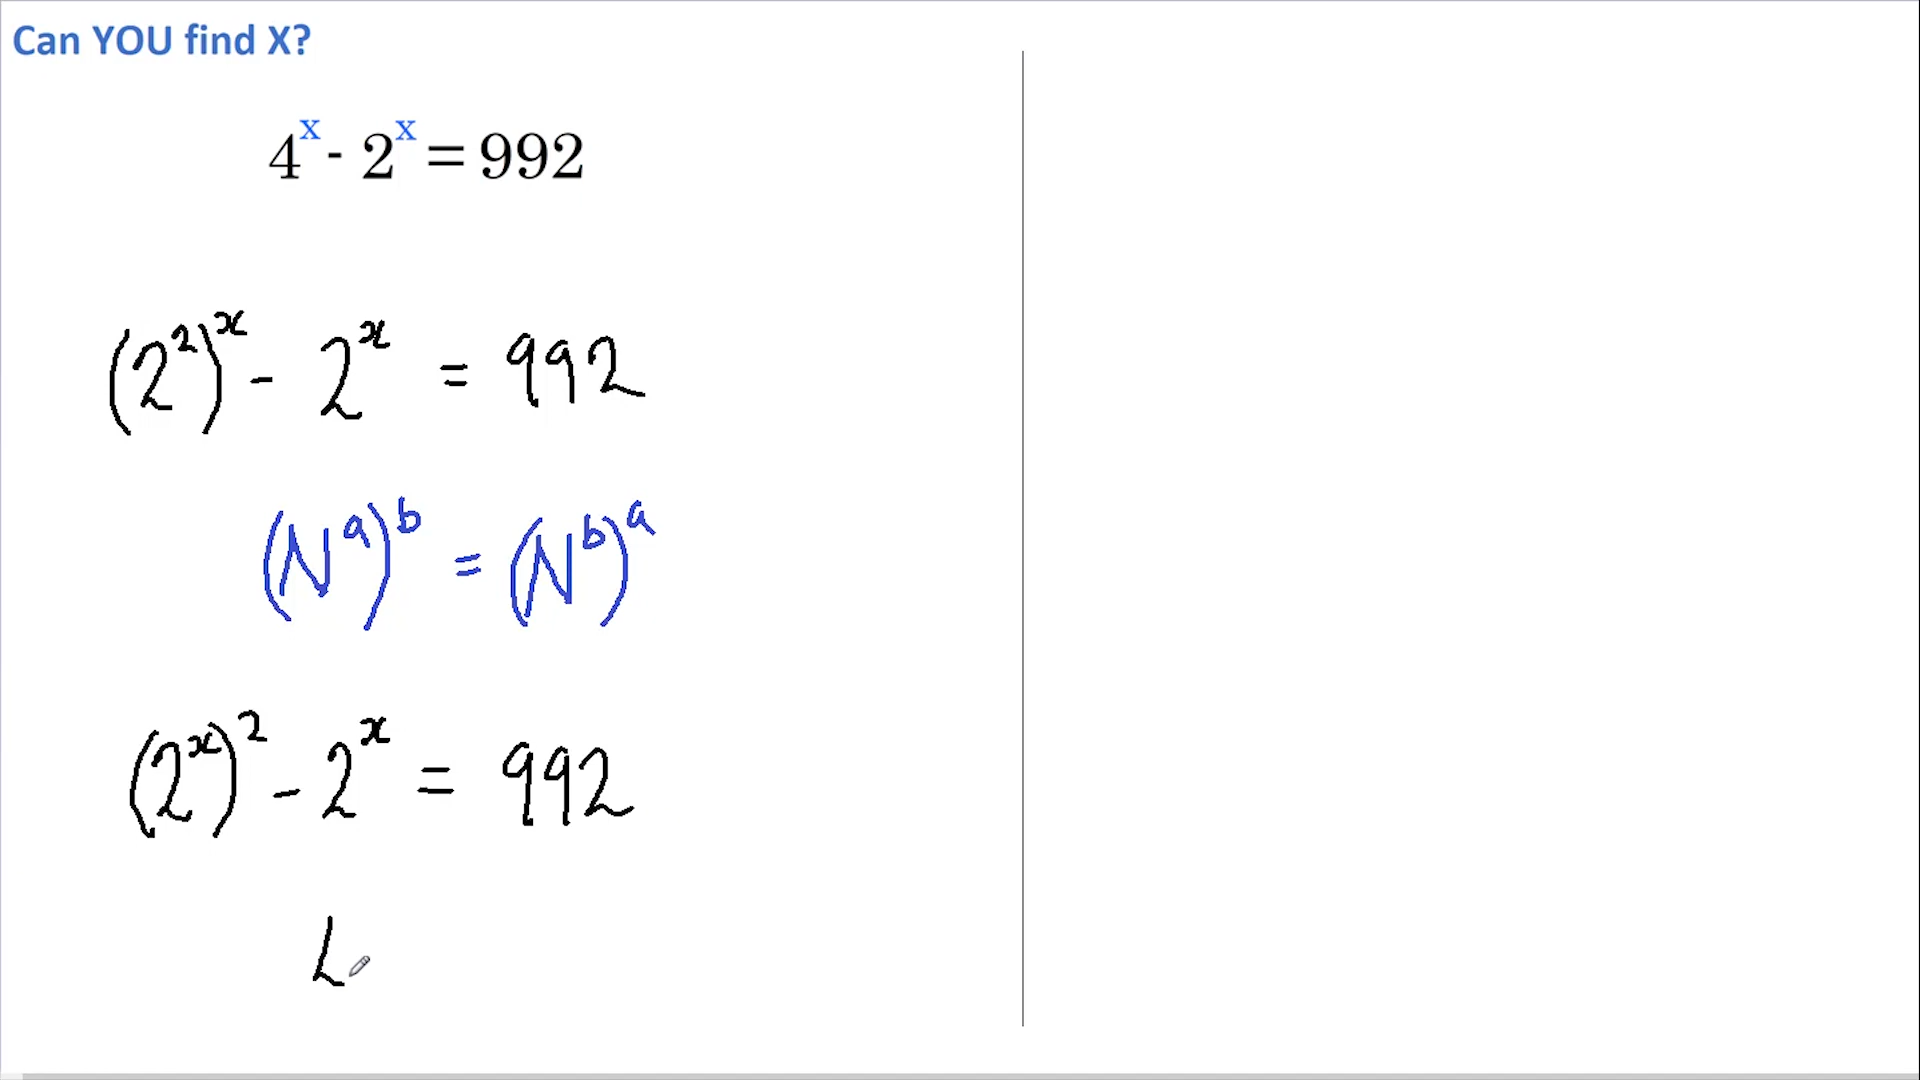 Can YOU find X?
4^x - 2^x = 992
(2^2)^x - 2^x = 992
(N^a)^b = (N^b)^a
(2^x)^2 - 2^x = 992
L